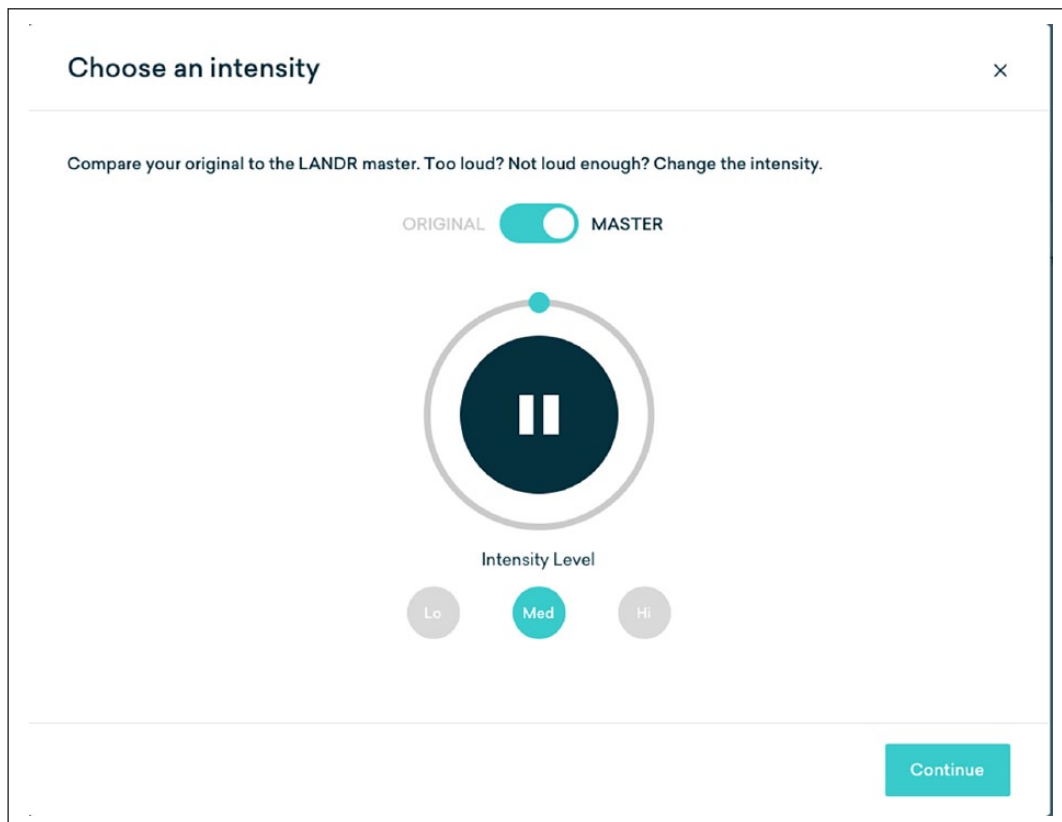 Choose an intensity
Compare your original to the LANDR master. Too loud? Not loud enough? Change the intensity.
ORIGINAL MASTER
Intensity Level
Lo Med Hi
Continue